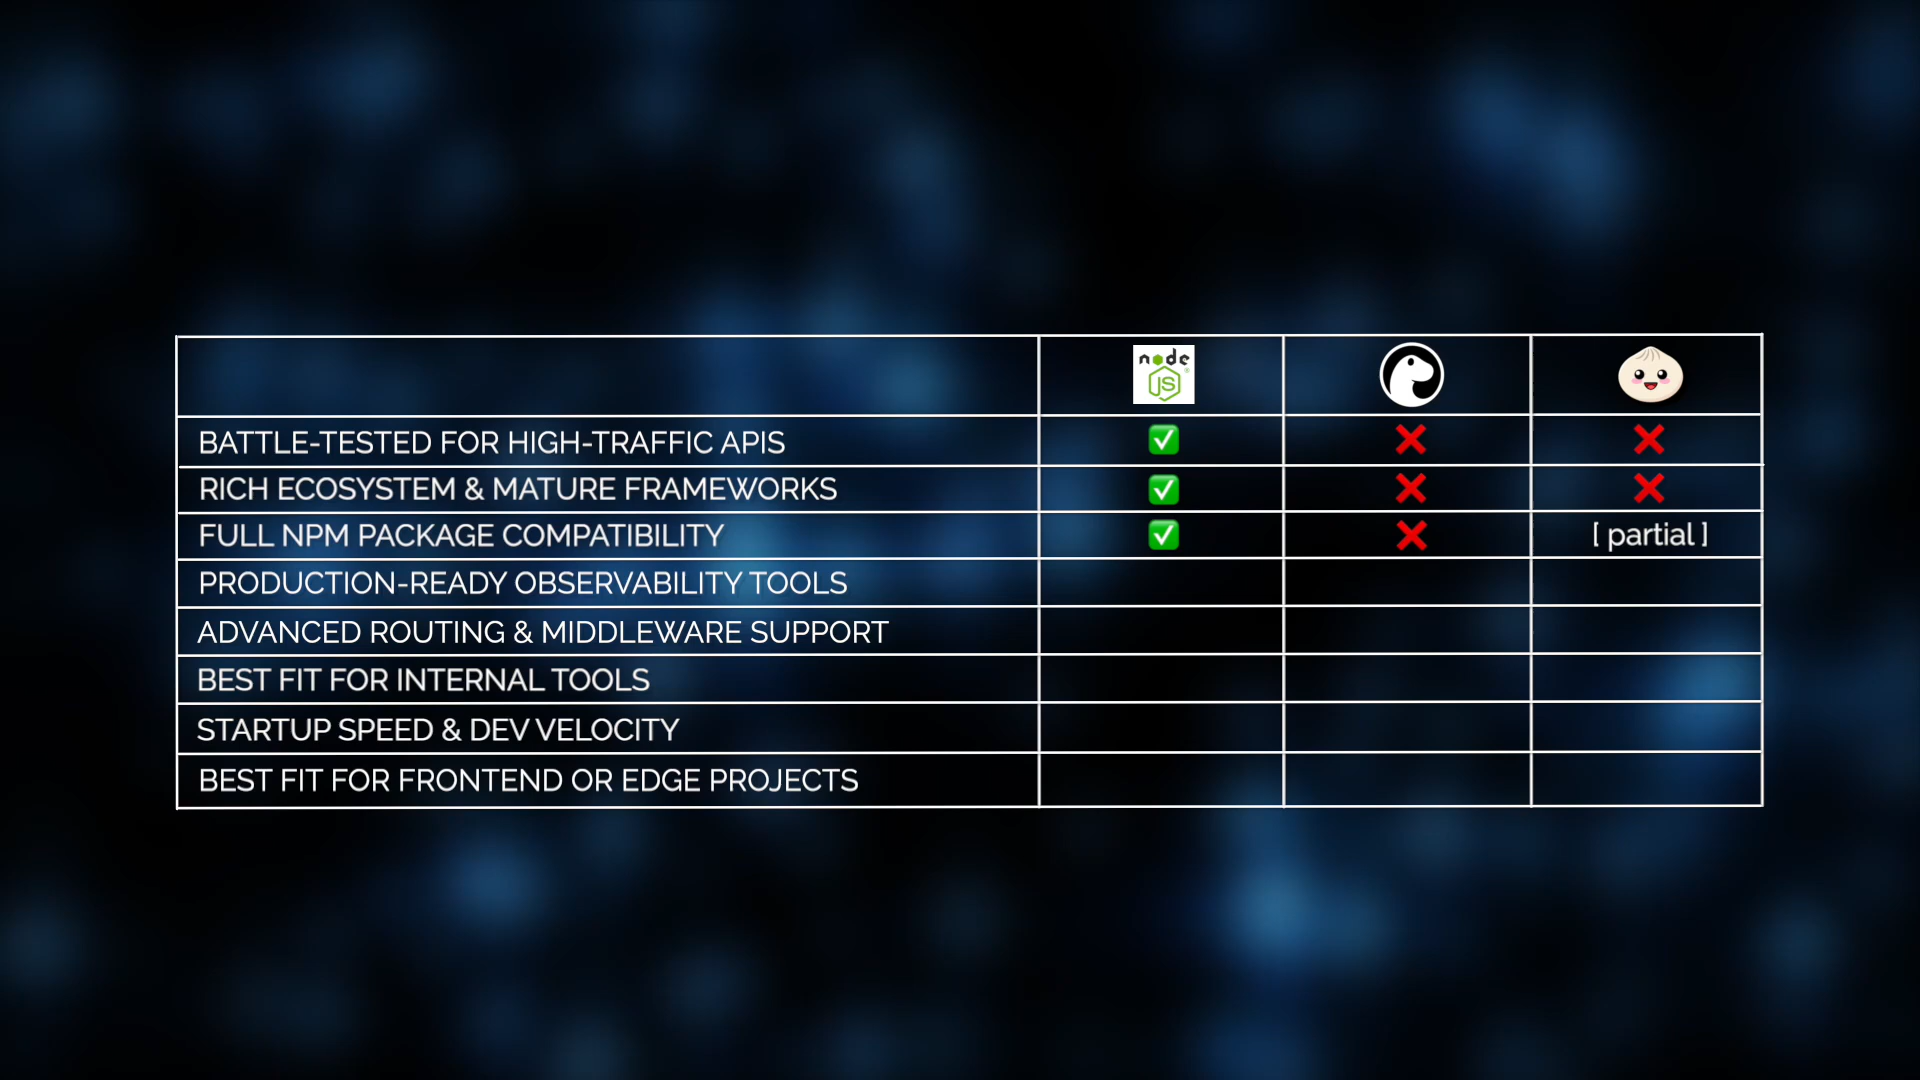 node
JS
BATTLE-TESTED FOR HIGH-TRAFFIC APIS
RICH ECOSYSTEM & MATURE FRAMEWORKS
FULL NPM PACKAGE COMPATIBILITY
[ partial ]
PRODUCTION-READY OBSERVABILITY TOOLS
ADVANCED ROUTING & MIDDLEWARE SUPPORT
BEST FIT FOR INTERNAL TOOLS
STARTUP SPEED & DEV VELOCITY
BEST FIT FOR FRONTEND OR EDGE PROJECTS